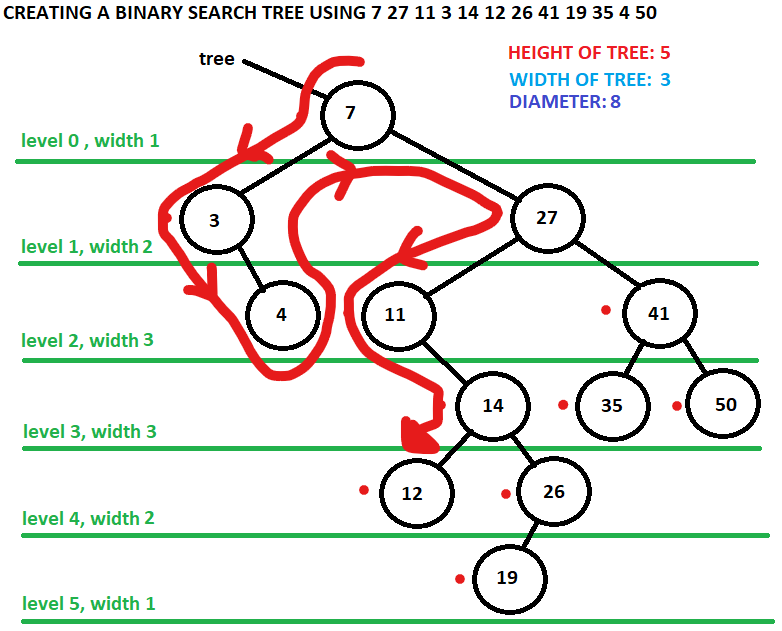 CREATING A BINARY SEARCH TREE USING 7 27 11 3 14 12 26 41 19 35 4 50
tree
HEIGHT OF TREE: 5
WIDTH OF TREE: 3
DIAMETER: 8
7
level 0 , width 1
3
27
level 1, width 2
4
11
41
level 2, width 3
14
35
50
level 3, width 3
12
26
level 4, width 2
19
level 5, width 1